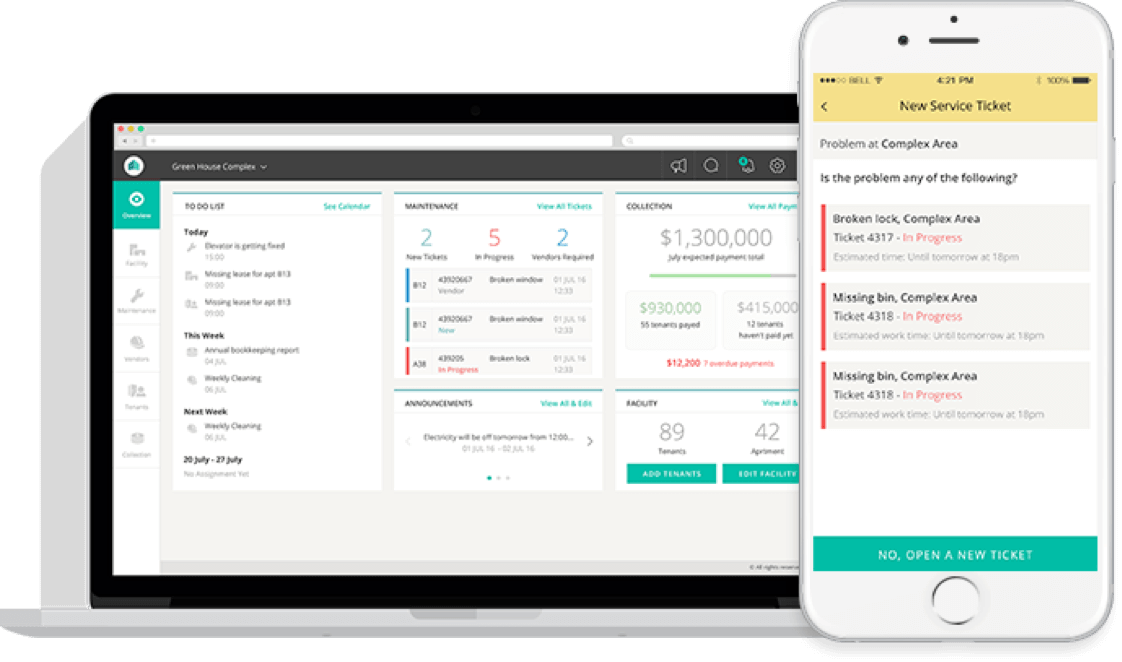 Green House Complex
Overview
Facility
Maintenance
Vendors
Tenants
Collection
TO DO LIST
See Calendar
Today
Elevator is getting fixed
15:00
Missing lease for apt B13
09:00
Missing lease for apt B13
09:00
This Week
Annual bookkeeping report
04 JUL
Weekly Cleaning
06 JUL
Next Week
Weekly Cleaning
06 JUL
20 July - 27 July
No Assignment Yet
MAINTENANCE
View All Tickets
2 5 2
New Tickets In Progress Vendors Required
B12 43920667 Broken window 01 JUL 16
Vendor 12:33
B12 43920667 Broken window 01 JUL 16
New 12:33
A38 439205 Broken lock 01 JUL 16
In Progress 12:33
ANNOUNCEMENTS
View All & Edit
Electricity will be off tomorrow from 12:00...
01 JUL 16 - 02 JUL 16
COLLECTION
View All Paym
$1,300,000
July expected payment total
$930,000 $415,000
55 tenants payed 12 tenants
haven't paid yet
$12,200 7 overdue payments
FACILITY
View All &
89 42
Tenants Aprtment
ADD TENANTS EDIT FACILITY
© All rights reserve
BELL 4:21 PM 100%
New Service Ticket
Problem at Complex Area
Is the problem any of the following?
Broken lock, Complex Area
Ticket 4317 - In Progress
Estimated time: Until tomorrow at 18pm
Missing bin, Complex Area
Ticket 4318 - In Progress
Estimated work time: Until tomorrow at 18pm
Missing bin, Complex Area
Ticket 4318 - In Progress
Estimated work time: Until tomorrow at 18pm
NO, OPEN A NEW TICKET